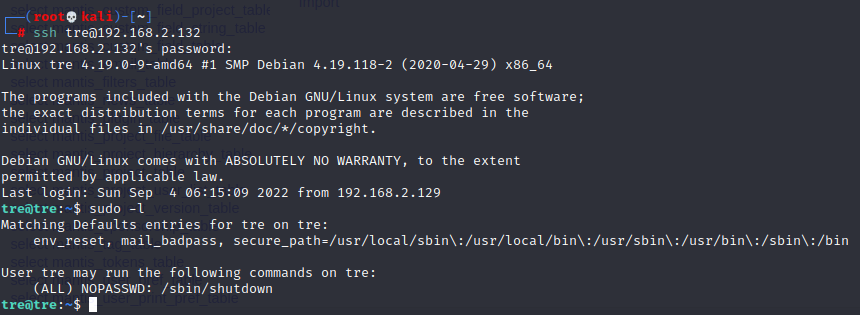 import
┌──(root💀kali)-[~]
└─# ssh tre@192.168.2.132
tre@192.168.2.132's password:
Linux tre 4.19.0-9-amd64 #1 SMP Debian 4.19.118-2 (2020-04-29) x86_64
The programs included with the Debian GNU/Linux system are free software;
the exact distribution terms for each program are described in the
individual files in /usr/share/doc/*/copyright.
Debian GNU/Linux comes with ABSOLUTELY NO WARRANTY, to the extent
permitted by applicable law.
Last login: Sun Sep  4 06:15:09 2022 from 192.168.2.129
tre@tre:~$ sudo -l
Matching Defaults entries for tre on tre:
    env_reset, mail_badpass, secure_path=/usr/local/sbin\:/usr/local/bin\:/usr/sbin\:/usr/bin\:/sbin\:/bin
User tre may run the following commands on tre:
    (ALL) NOPASSWD: /sbin/shutdown
tre@tre:~$